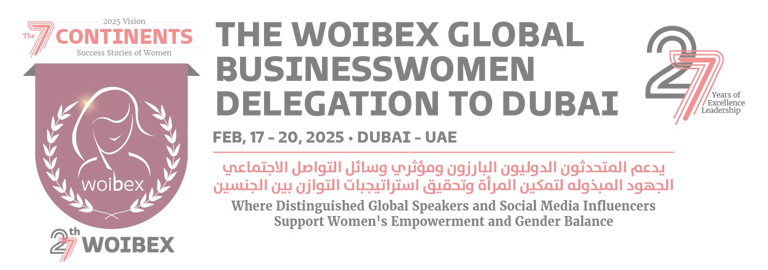 2025 Vision
The 7 CONTINENTS
Success Stories of Women
woibex
27th WOIBEX
THE WOIBEX GLOBAL
BUSINESSWOMEN
DELEGATION TO DUBAI
FEB, 17 - 20, 2025 • DUBAI - UAE
يدعم المتحدثون الدوليون البارزون ومؤثري وسائل التواصل الاجتماعي
الجهود المبذوله لتمكين المرأة وتحقيق استراتيجيات التوازن بين الجنسين
Where Distinguished Global Speakers and Social Media Influencers
Support Women's Empowerment and Gender Balance
27
Years of
Excellence
Leadership